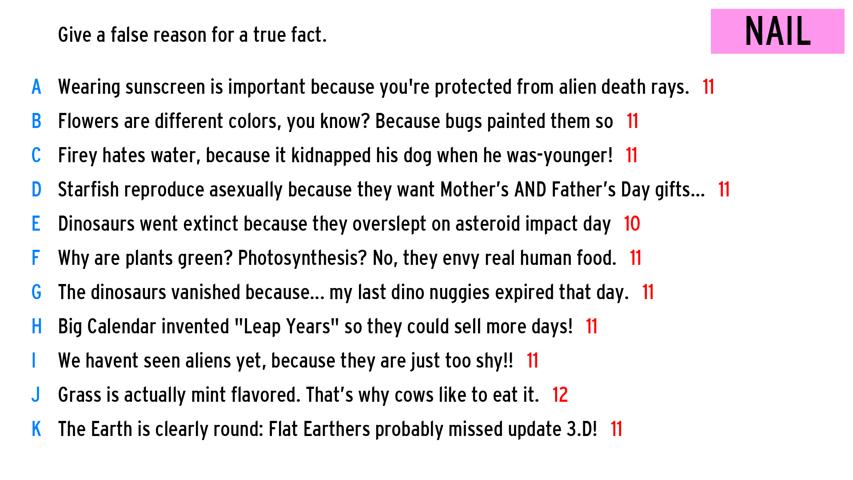 Give a false reason for a true fact.
NAIL
A Wearing sunscreen is important because you're protected from alien death rays. 11
B Flowers are different colors, you know? Because bugs painted them so 11
C Firey hates water, because it kidnapped his dog when he was-younger! 11
D Starfish reproduce asexually because they want Mother's AND Father's Day gifts... 11
E Dinosaurs went extinct because they overslept on asteroid impact day 10
F Why are plants green? Photosynthesis? No, they envy real human food. 11
G The dinosaurs vanished because... my last dino nuggies expired that day. 11
H Big Calendar invented "Leap Years" so they could sell more days! 11
I We havent seen aliens yet, because they are just too shy!! 11
J Grass is actually mint flavored. That's why cows like to eat it. 12
K The Earth is clearly round: Flat Earthers probably missed update 3.D! 11